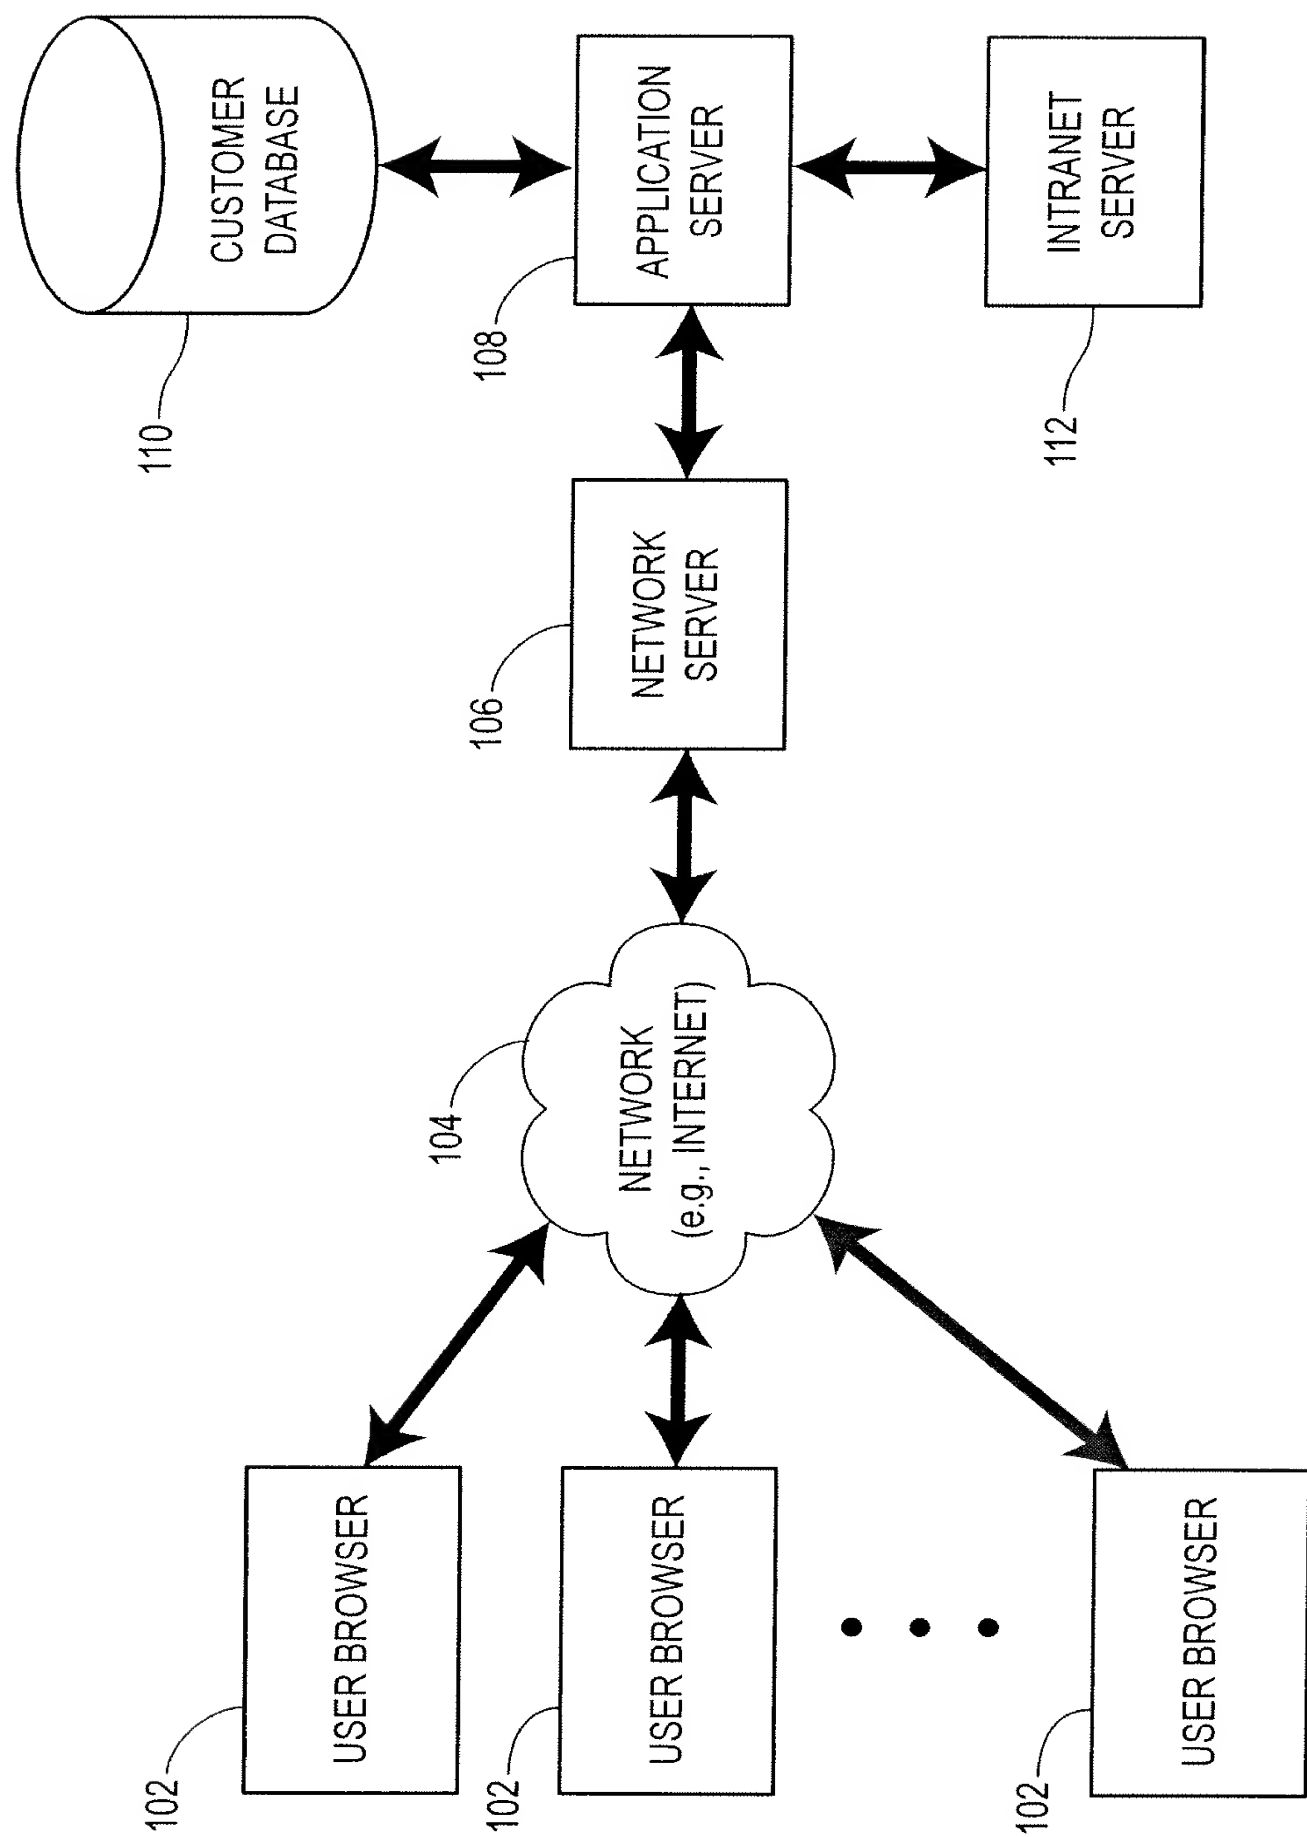 102
USER BROWSER
102
USER BROWSER
102
USER BROWSER
104
NETWORK
(e.g., INTERNET)
106
NETWORK
SERVER
108
APPLICATION
SERVER
110
CUSTOMER
DATABASE
112
INTRANET
SERVER